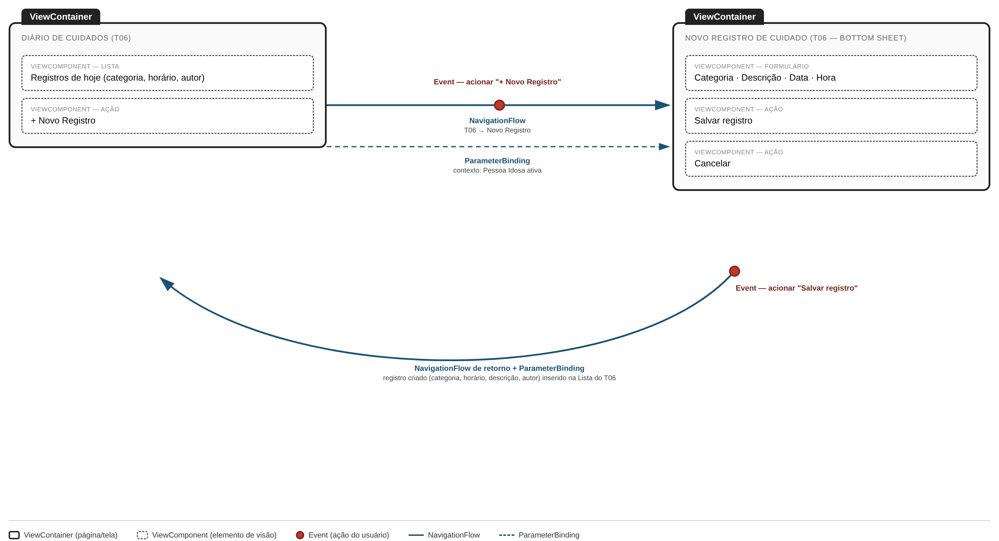 ViewContainer
DIÁRIO DE CUIDADOS (T06)
VIEWCOMPONENT — LISTA
Registros de hoje (categoria, horário, autor)
VIEWCOMPONENT — AÇÃO
+ Novo Registro
Event — acionar "+ Novo Registro"
NavigationFlow
T06 → Novo Registro
ParameterBinding
contexto: Pessoa Idosa ativa
ViewContainer
NOVO REGISTRO DE CUIDADO (T06 — BOTTOM SHEET)
VIEWCOMPONENT — FORMULÁRIO
Categoria · Descrição · Data · Hora
VIEWCOMPONENT — AÇÃO
Salvar registro
VIEWCOMPONENT — AÇÃO
Cancelar
Event — acionar "Salvar registro"
NavigationFlow de retorno + ParameterBinding
registro criado (categoria, horário, descrição, autor) inserido na Lista do T06
ViewContainer (página/tela)
ViewComponent (elemento de visão)
Event (ação do usuário)
NavigationFlow
ParameterBinding